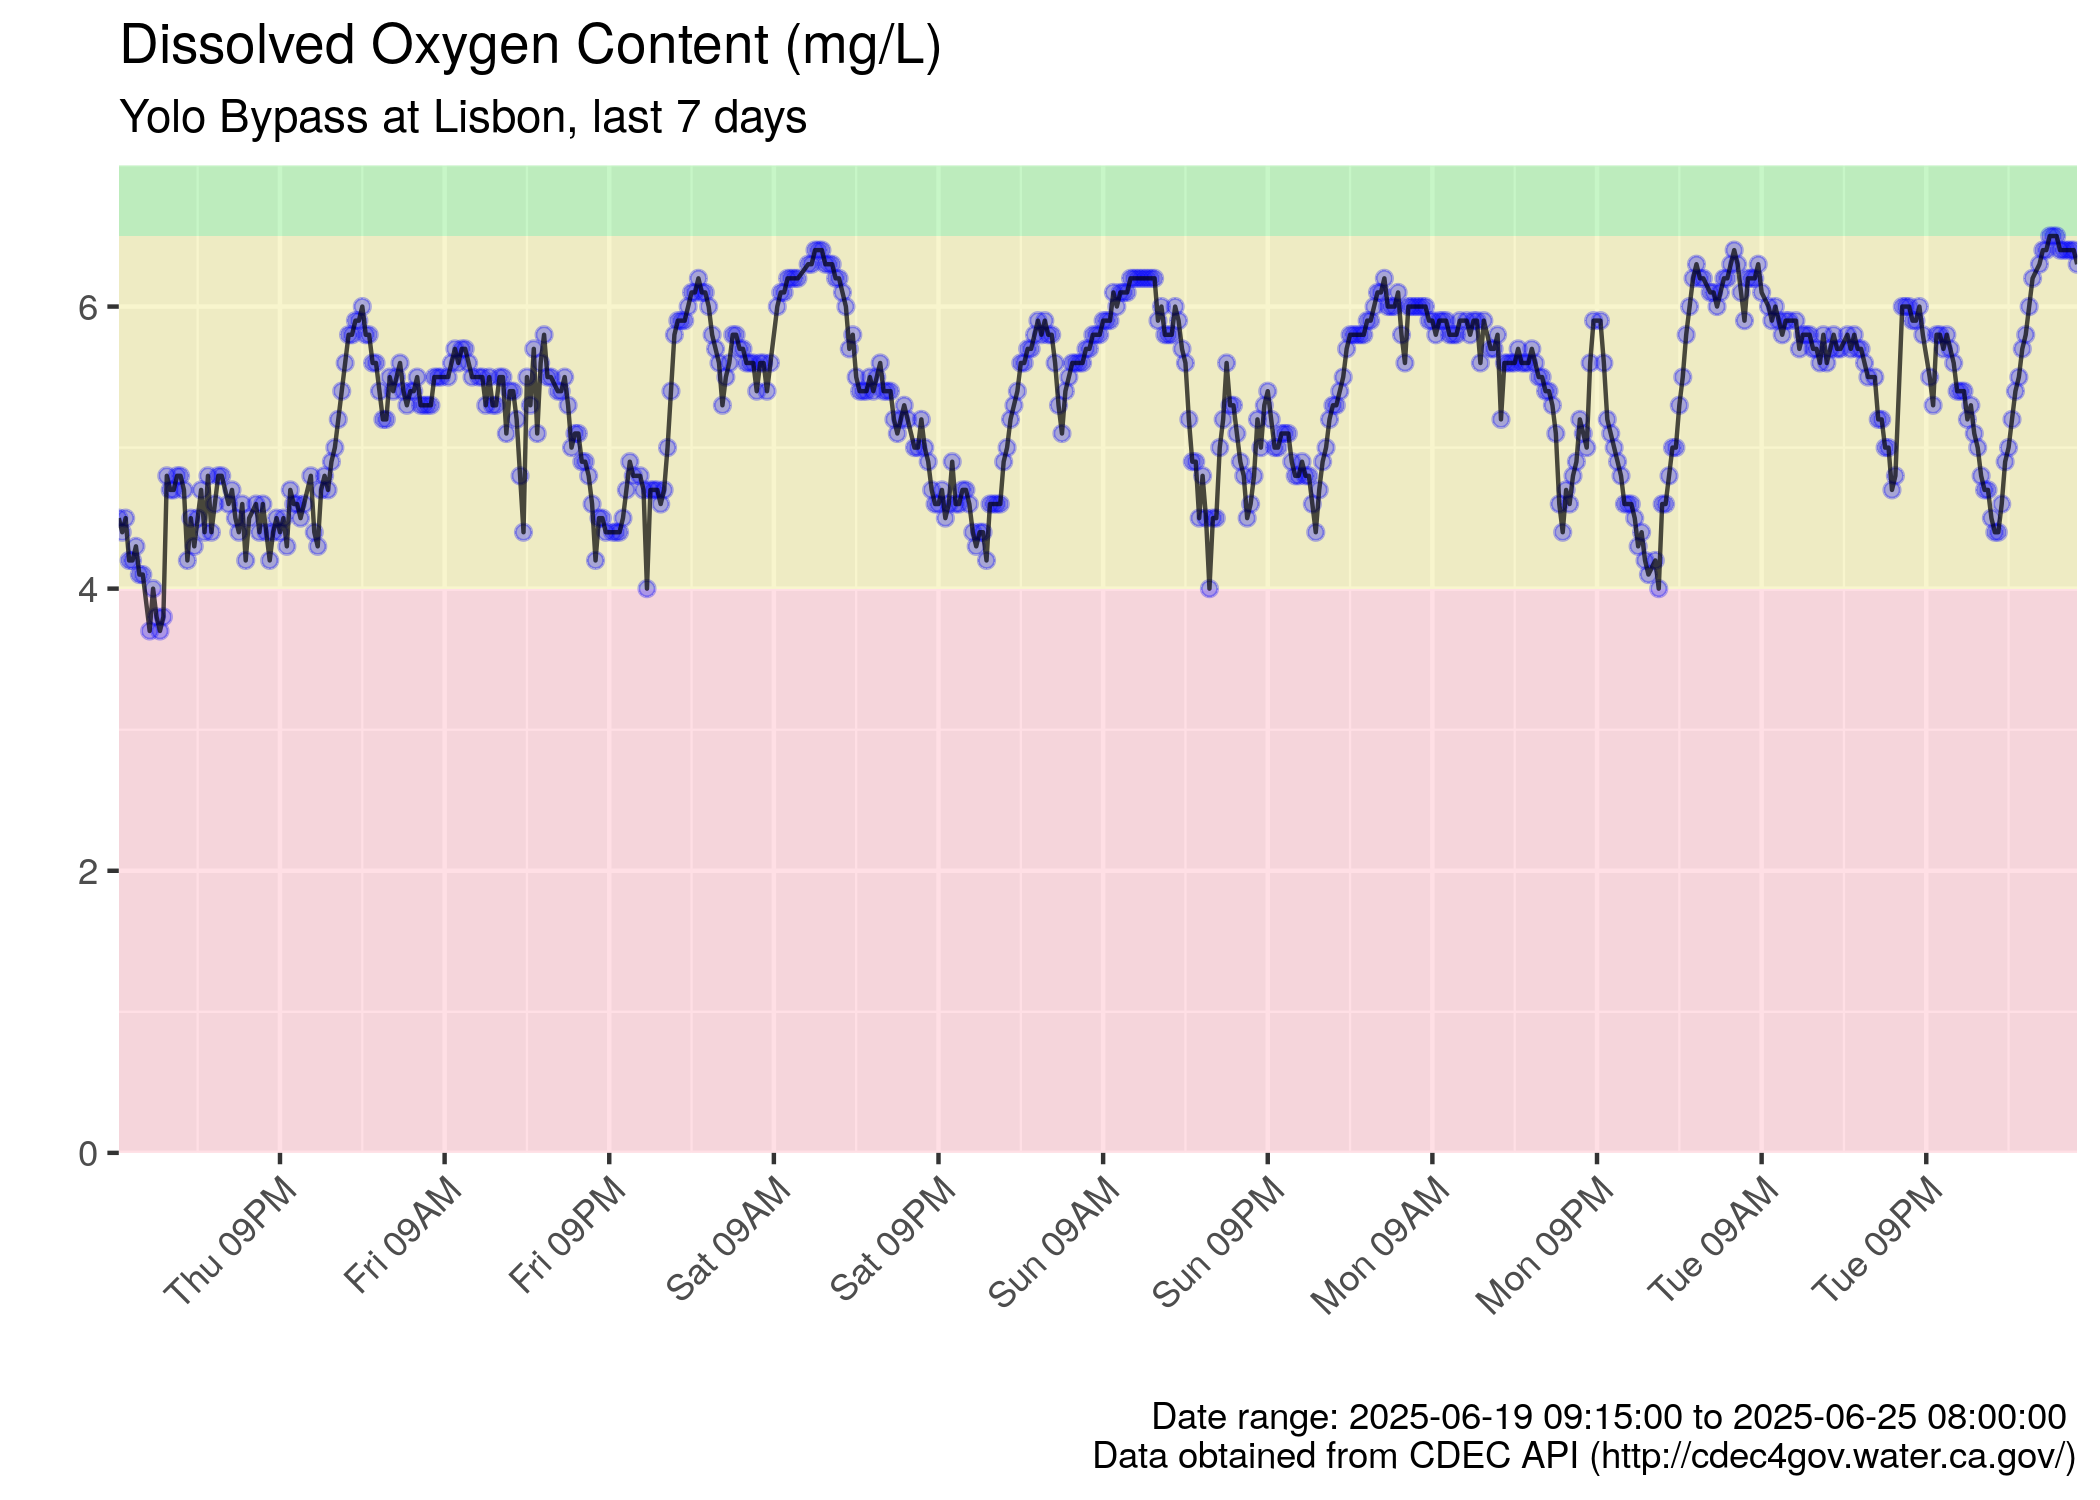 Dissolved Oxygen Content (mg/L)
Yolo Bypass at Lisbon, last 7 days
6
4
2
0
Thu 09PM
Fri 09AM
Fri 09PM
Sat 09AM
Sat 09PM
Sun 09AM
Sun 09PM
Mon 09AM
Mon 09PM
Tue 09AM
Tue 09PM
Date range: 2025-06-19 09:15:00 to 2025-06-25 08:00:00
Data obtained from CDEC API (http://cdec4gov.water.ca.gov/)